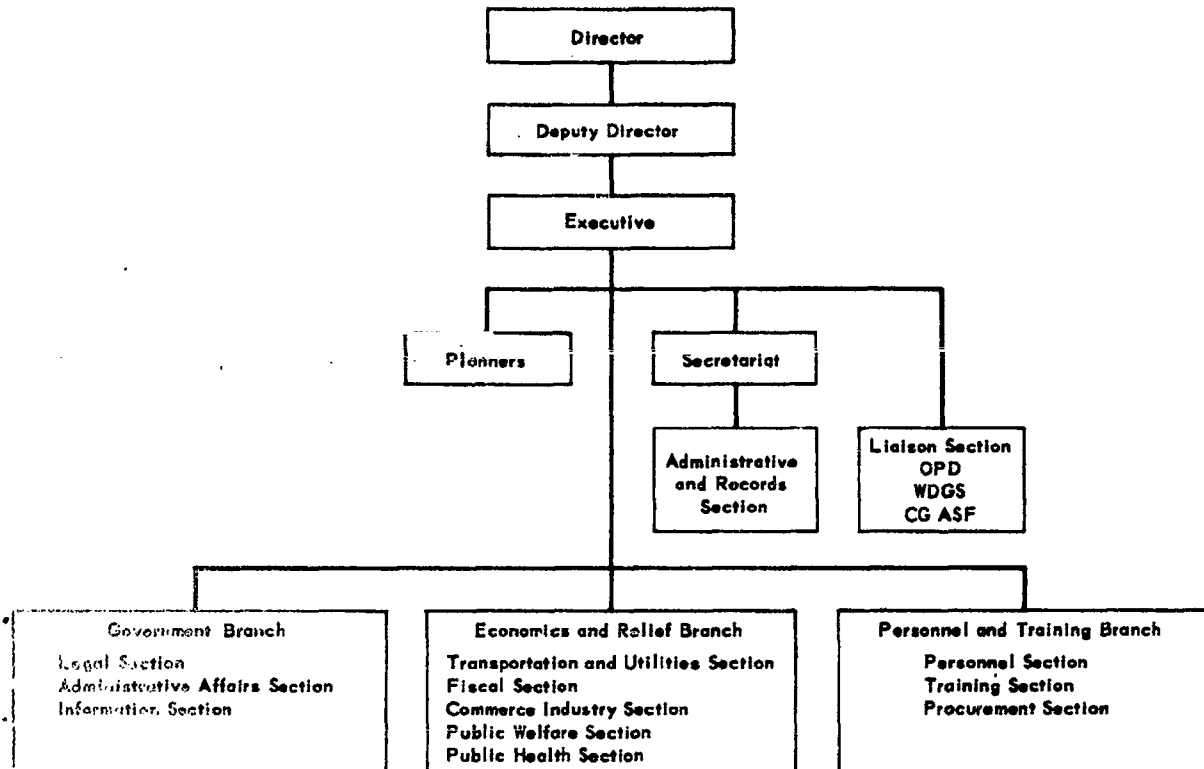 Director
Deputy Director
Executive
Planners
Secretariat
Administrative
and Records
Section
Liaison Section
OPD
WDGS
CG ASF
Government Branch
Legal Section
Administrative Affairs Section
Information Section
Economics and Relief Branch
Transportation and Utilities Section
Fiscal Section
Commerce Industry Section
Public Welfare Section
Public Health Section
Personnel and Training Branch
Personnel Section
Training Section
Procurement Section